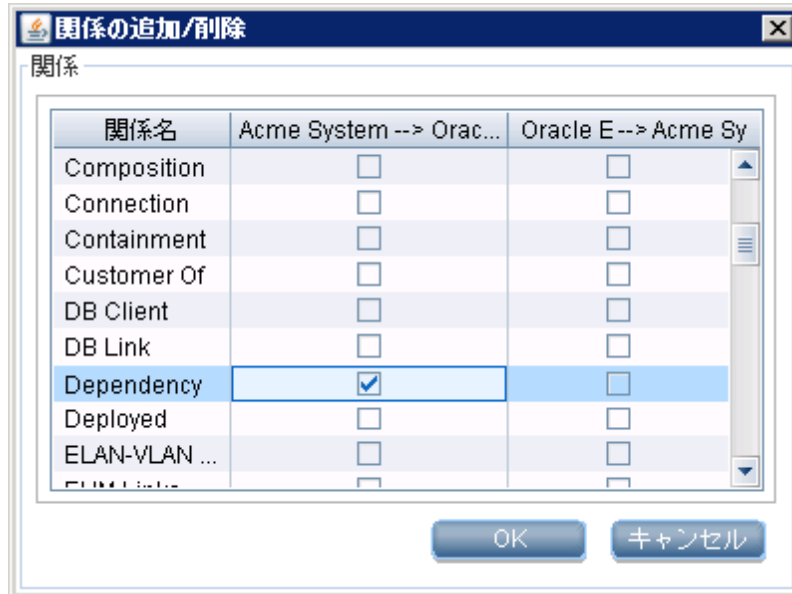 関係の追加/削除
関係
関係名 Acme System --> Orac... Oracle E--> Acme Sy
Composition
Connection
Containment
Customer Of
DB Client
DB Link
Dependency
Deployed
ELAN-VLAN ...
OK キャンセル